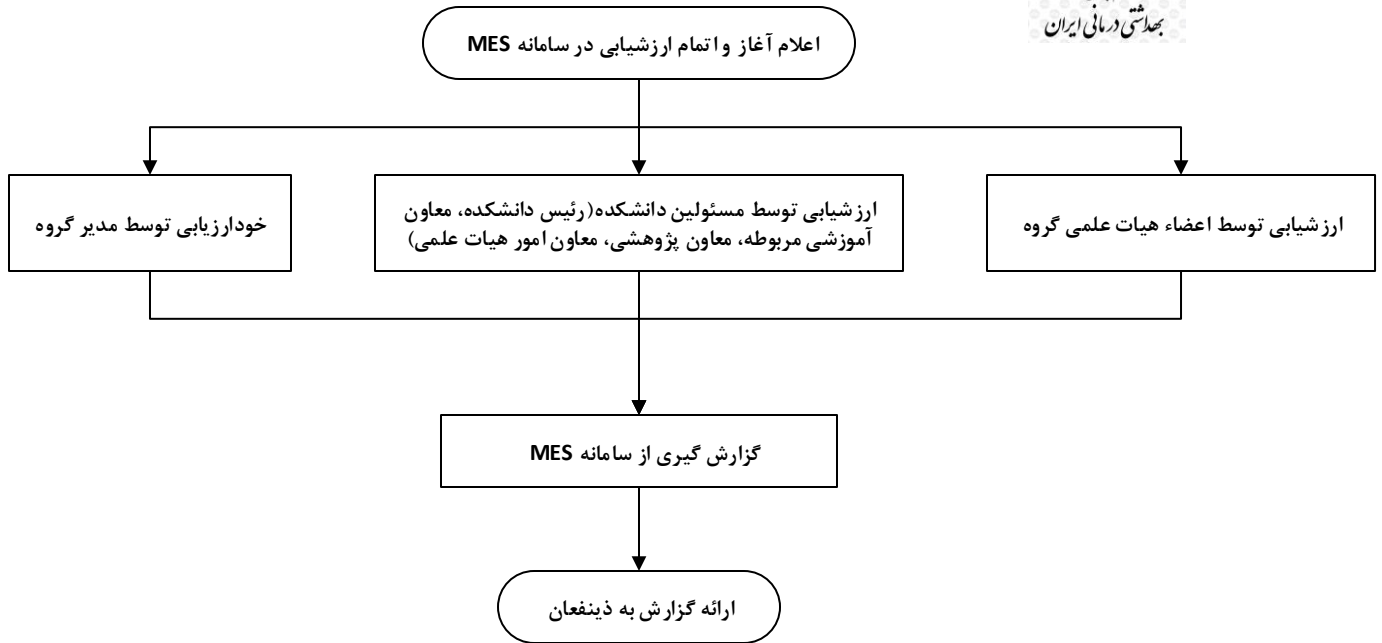 بهداشتی درمانی ایران
اعلام آغاز و اتمام ارزشیابی در سامانه MES
ارزشیابی توسط اعضاء هیات علمی گروه
ارزشیابی توسط مسئولین دانشکده(رئیس دانشکده، معاون
آموزشی مربوطه، معاون پژوهشی، معاون امور هیات علمی)
خودارزیابی توسط مدیر گروه
گزارش گیری از سامانه MES
ارائه گزارش به ذینفعان